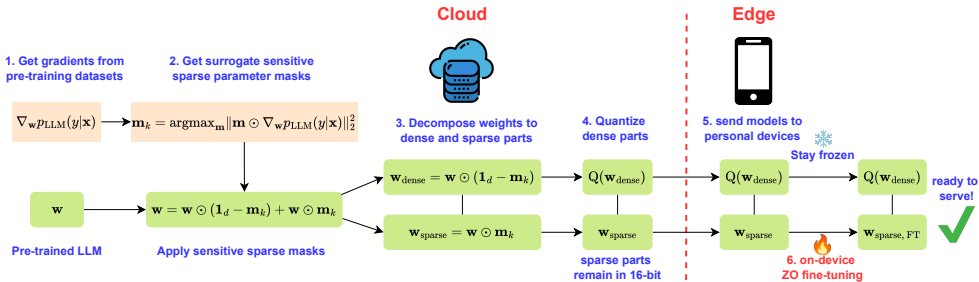 Cloud
Edge
1. Get gradients from
pre-training datasets
2. Get surrogate sensitive
sparse parameter masks
∇𝐰pLLM(y|𝐱)
𝐦k = argmax𝐦‖𝐦 ⊙ ∇𝐰pLLM(y|𝐱)‖₂²
3. Decompose weights to
dense and sparse parts
4. Quantize
dense parts
5. send models to
personal devices
Stay frozen
𝐰dense = 𝐰 ⊙ (𝟏d − 𝐦k)
Q(𝐰dense)
Q(𝐰dense)
Q(𝐰dense)
ready to
serve!
𝐰
𝐰 = 𝐰 ⊙ (𝟏d − 𝐦k) + 𝐰 ⊙ 𝐦k
𝐰sparse = 𝐰 ⊙ 𝐦k
𝐰sparse
𝐰sparse
𝐰sparse, FT
Pre-trained LLM
Apply sensitive sparse masks
sparse parts
remain in 16-bit
6. on-device
ZO fine-tuning